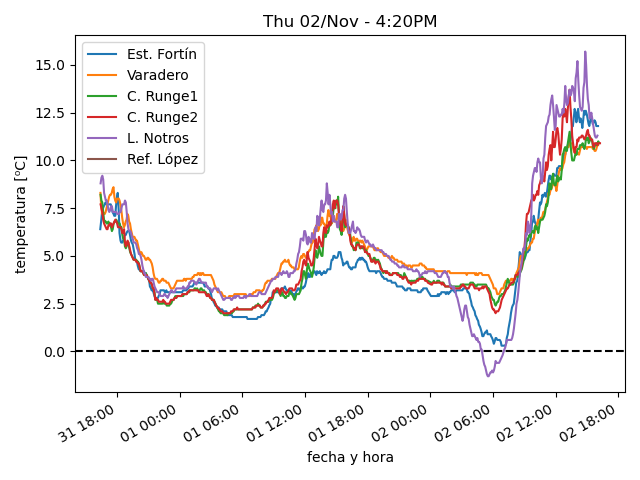 Thu 02/Nov - 4:20PM
Est. Fortín
Varadero
C. Runge1
C. Runge2
L. Notros
Ref. López
temperatura [ºC]
15.0
12.5
10.0
7.5
5.0
2.5
0.0
31 18:00
01 00:00
01 06:00
01 12:00
01 18:00
02 00:00
02 06:00
02 12:00
02 18:00
fecha y hora